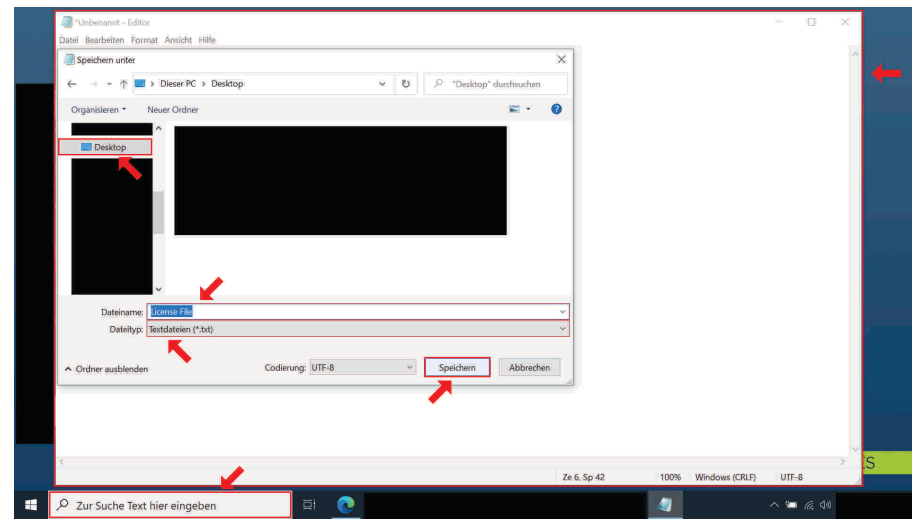 *Unbenannt – Editor
Datei Bearbeiten Format Ansicht Hilfe
Speichern unter
Dieser PC > Desktop
"Desktop" durchsuchen
Organisieren
Neuer Ordner
Desktop
Dateiname: License File
Dateityp: Textdateien (*.txt)
Ordner ausblenden
Codierung: UTF-8
Speichern
Abbrechen
Ze 6, Sp 42
100%
Windows (CRLF)
UTF-8
Zur Suche Text hier eingeben